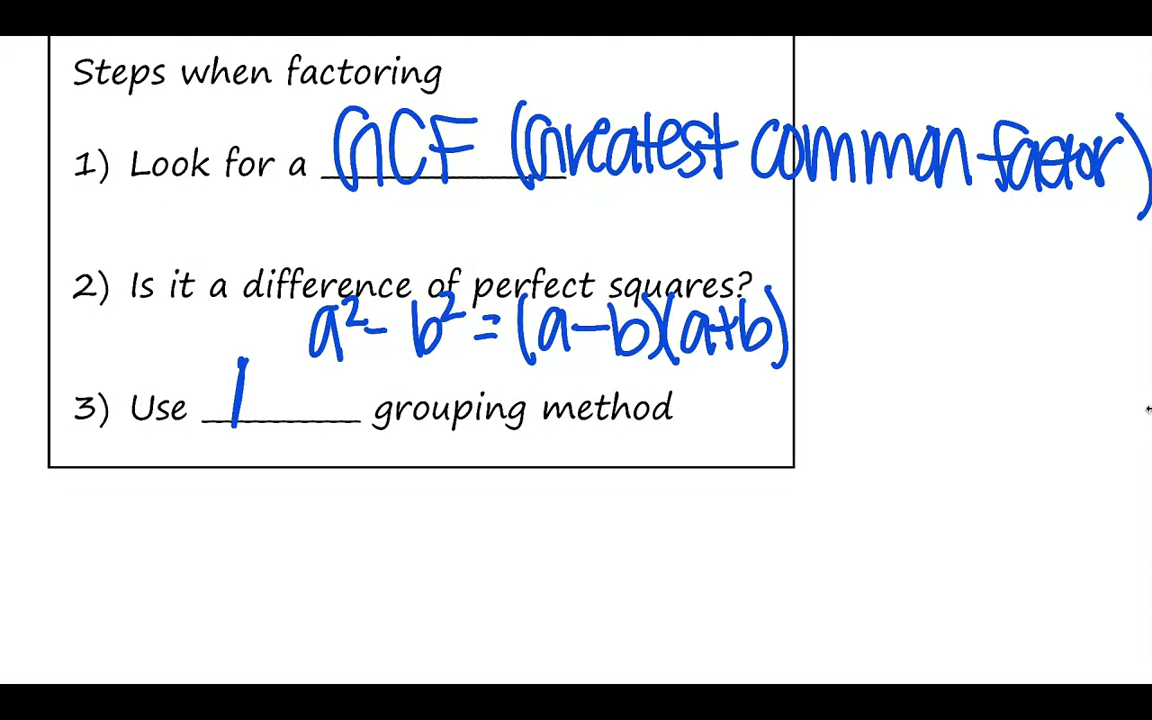 Steps when factoring
1) Look for a GCF (Greatest common factor)
2) Is it a difference of perfect squares?
a² - b² = (a-b)(a+b)
3) Use ________ grouping method